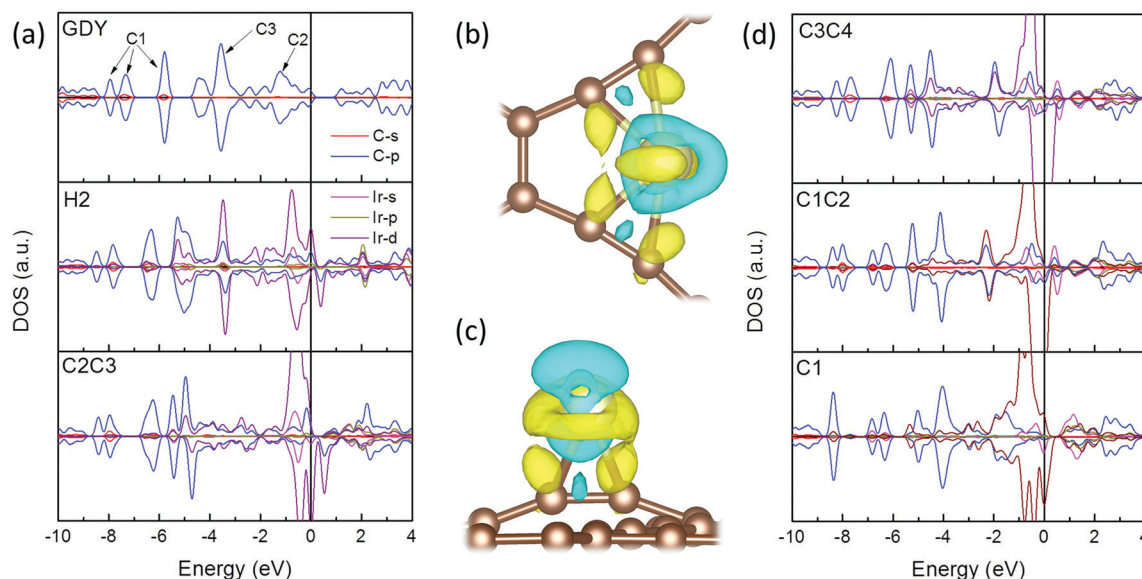 (a)
GDY
C1
C3
C2
C-s
C-p
H2
Ir-s
Ir-p
Ir-d
C2C3
DOS (a.u.)
-10 -8 -6 -4 -2 0 2 4
Energy (eV)
(b)
(c)
(d)
C3C4
C1C2
C1
DOS (a.u.)
-10 -8 -6 -4 -2 0 2 4
Energy (eV)